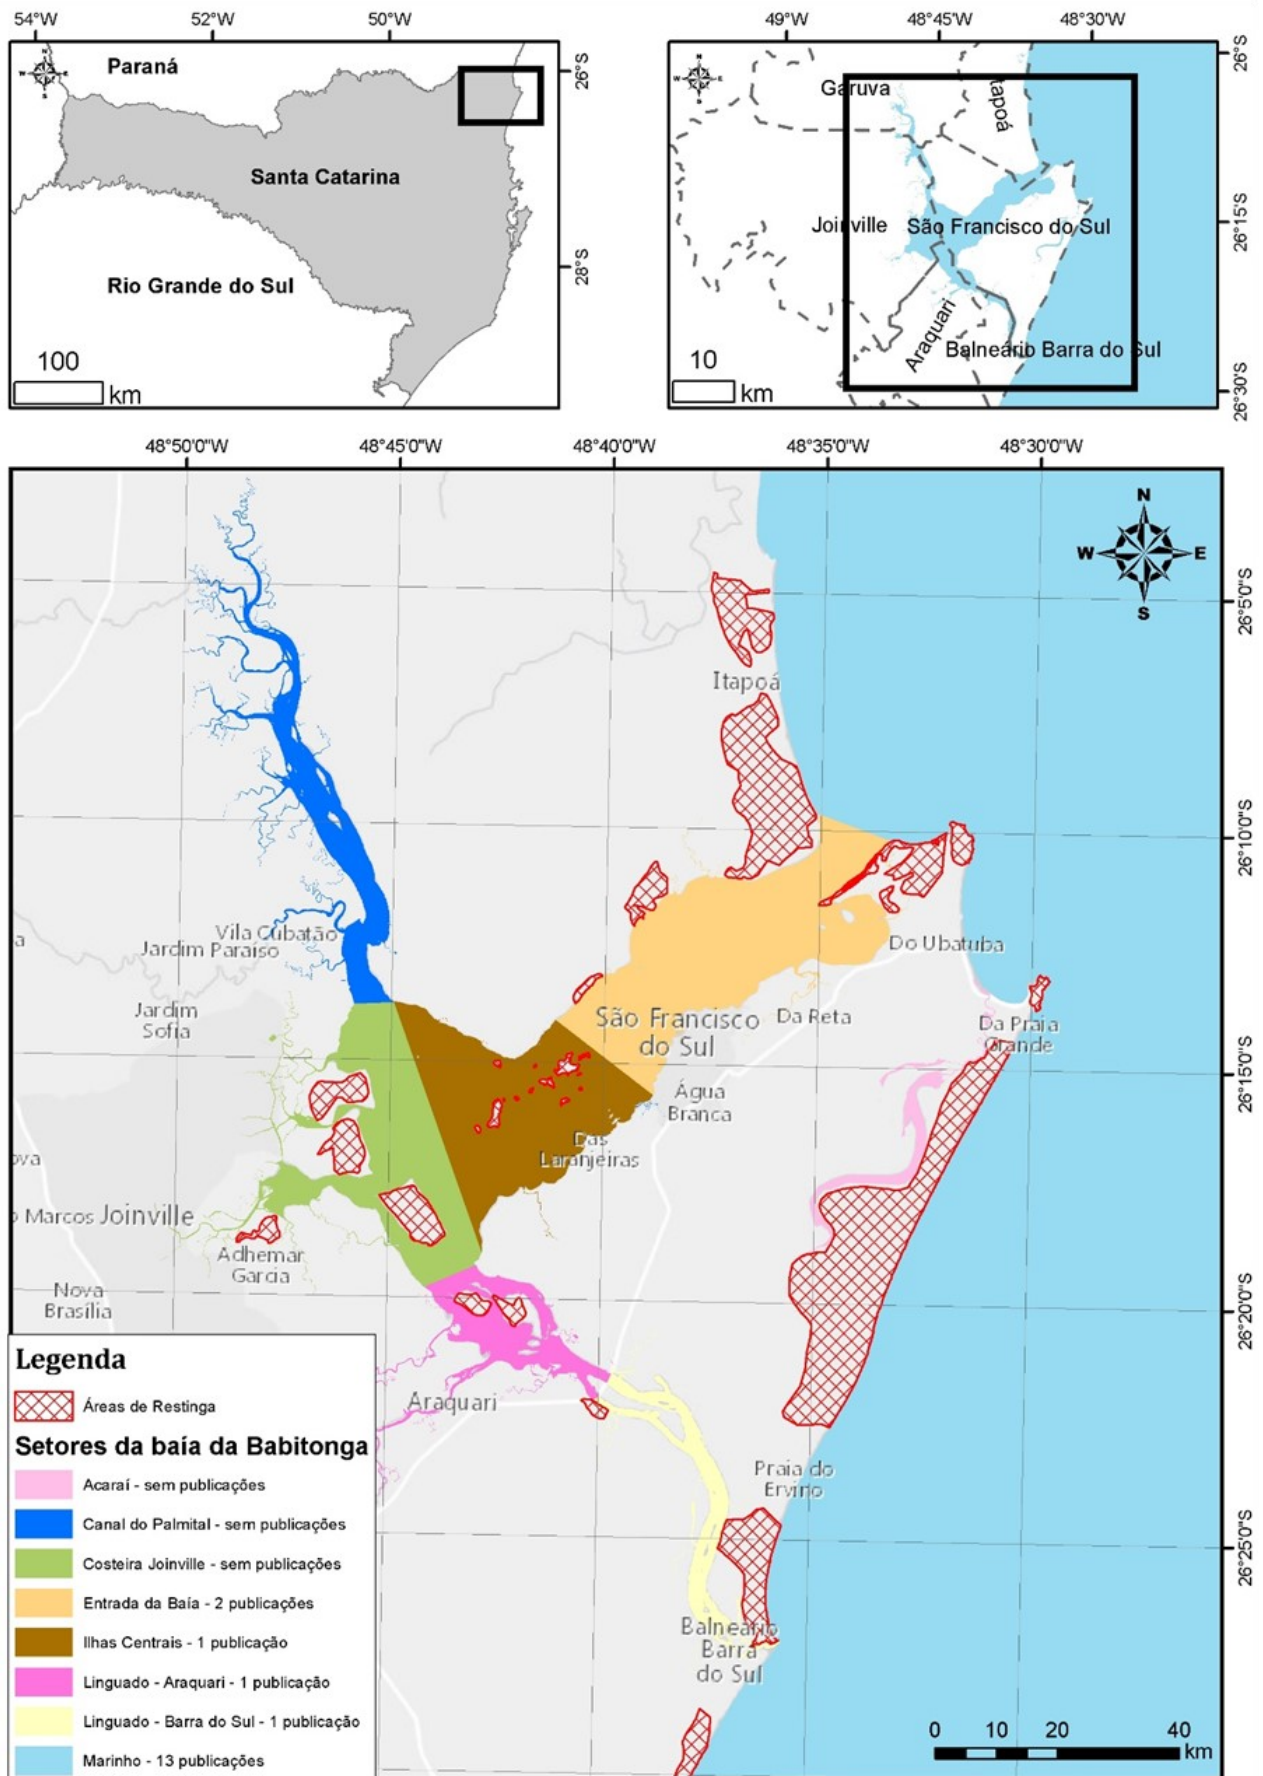 54°W 52°W 50°W
Paraná
Santa Catarina
Rio Grande do Sul
26°S
28°S
100
km
N
W E
S
49°W 48°45'W 48°30'W
Garuva
Itapoá
Joinville
São Francisco do Sul
Araquari
Balneário Barra do Sul
26°S
26°15'S
26°30'S
10
km
48°50'0"W 48°45'0"W 48°40'0"W 48°35'0"W 48°30'0"W
N
W E
S
26°5'0"S
Itapoá
26°10'0"S
Vila Cubatão
Jardim Paraíso
Do Ubatuba
Jardim
Sofia
São Francisco
do Sul
Da Reta
Da Praia
Grande
26°15'0"S
Água
Branca
Das
Laranjeiras
ova
o Marcos
Joinville
Adhemar
Garcia
Nova
Brasília
26°20'0"S
Araquari
Praia do
Ervino
26°25'0"S
Balneário
Barra
do Sul
Legenda
Áreas de Restinga
Setores da baía da Babitonga
Acaraí - sem publicações
Canal do Palmital - sem publicações
Costeira Joinville - sem publicações
Entrada da Baía - 2 publicações
Ilhas Centrais - 1 publicação
Linguado - Araquari - 1 publicação
Linguado - Barra do Sul - 1 publicação
Marinho - 13 publicações
0 10 20 40
km